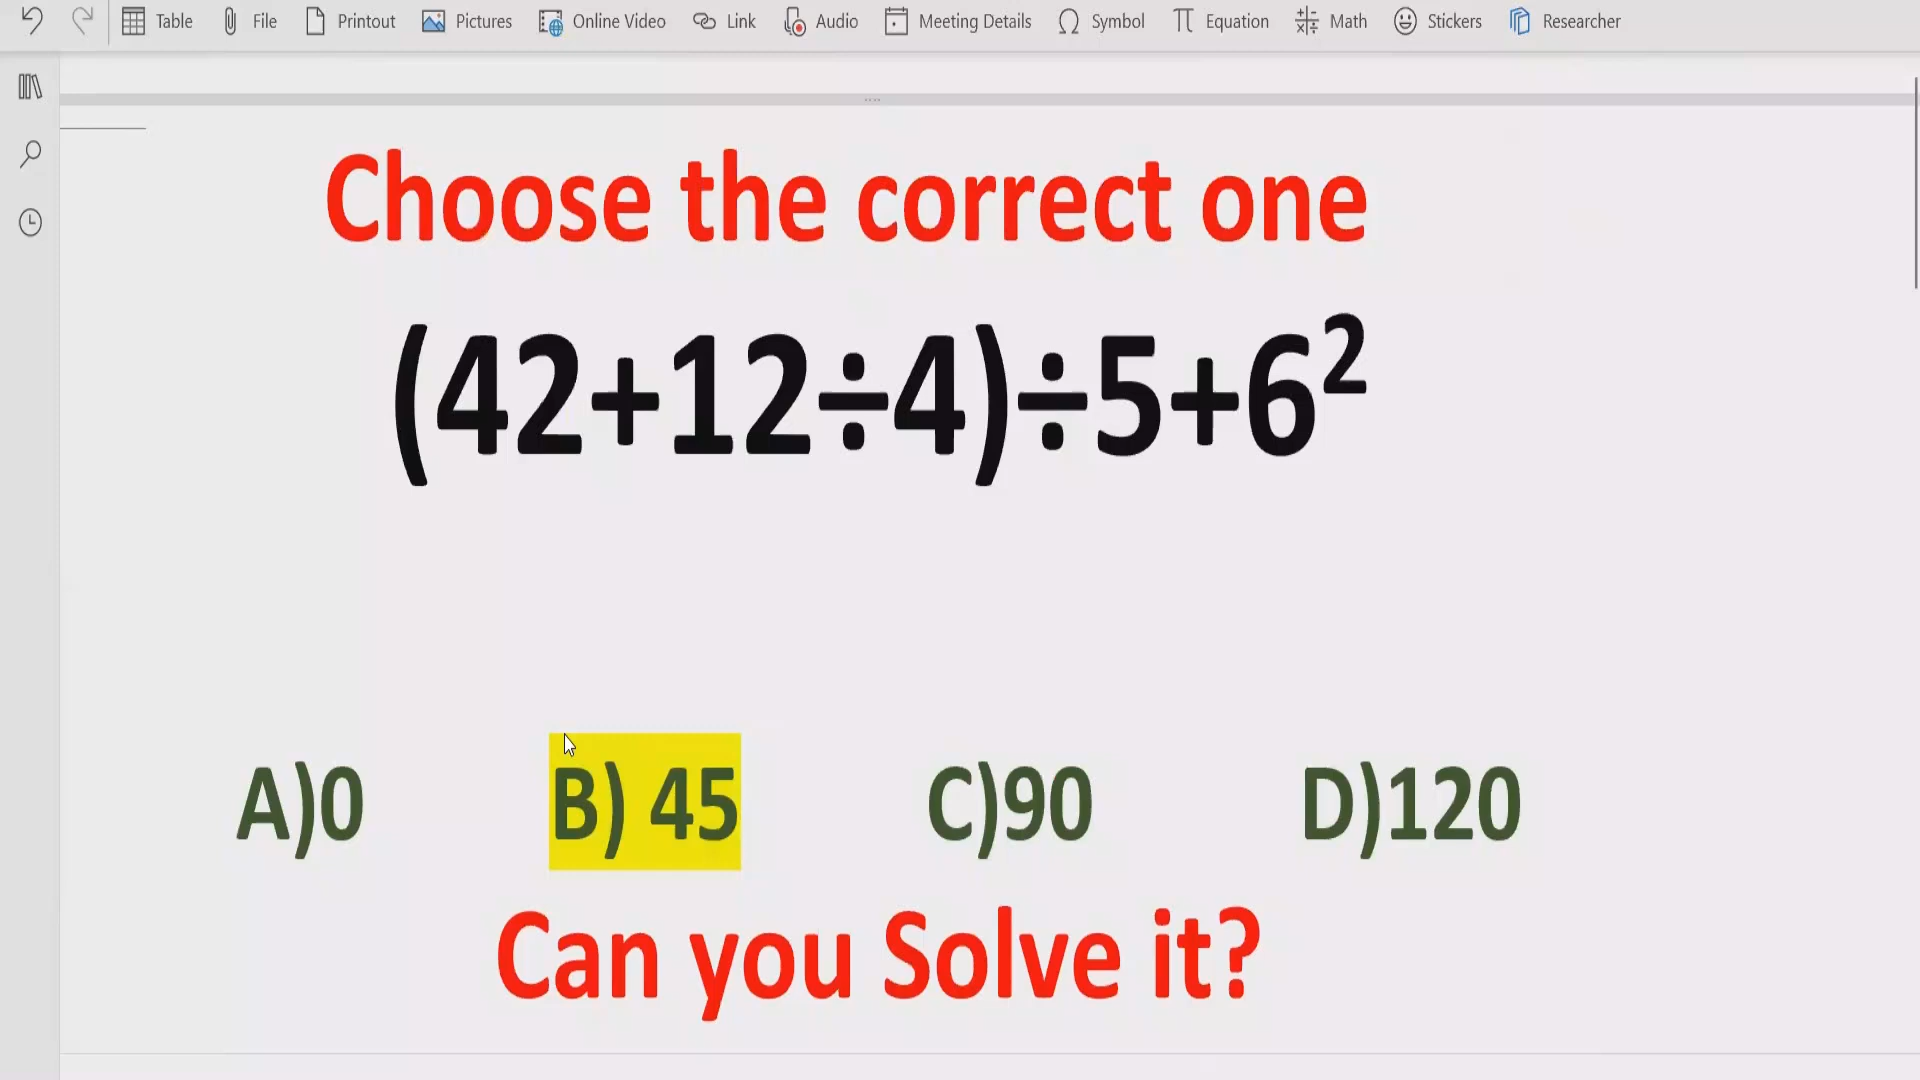 Table File Printout Pictures Online Video Link Audio Meeting Details Symbol Equation Math Stickers Researcher
Choose the correct one
(42+12÷4)÷5+6²
A)0 B) 45 C)90 D)120
Can you Solve it?